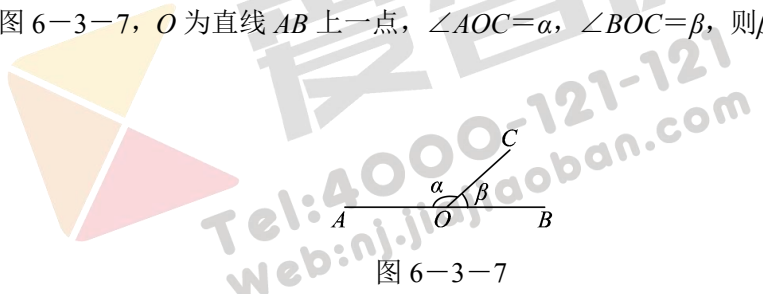 图 6－3－7，O 为直线 AB 上一点，∠AOC＝α，∠BOC＝β，则β
C
α
β
A
O
B
图 6－3－7
Tel:4000-121-121
Web:nj.jiajiaoban.com